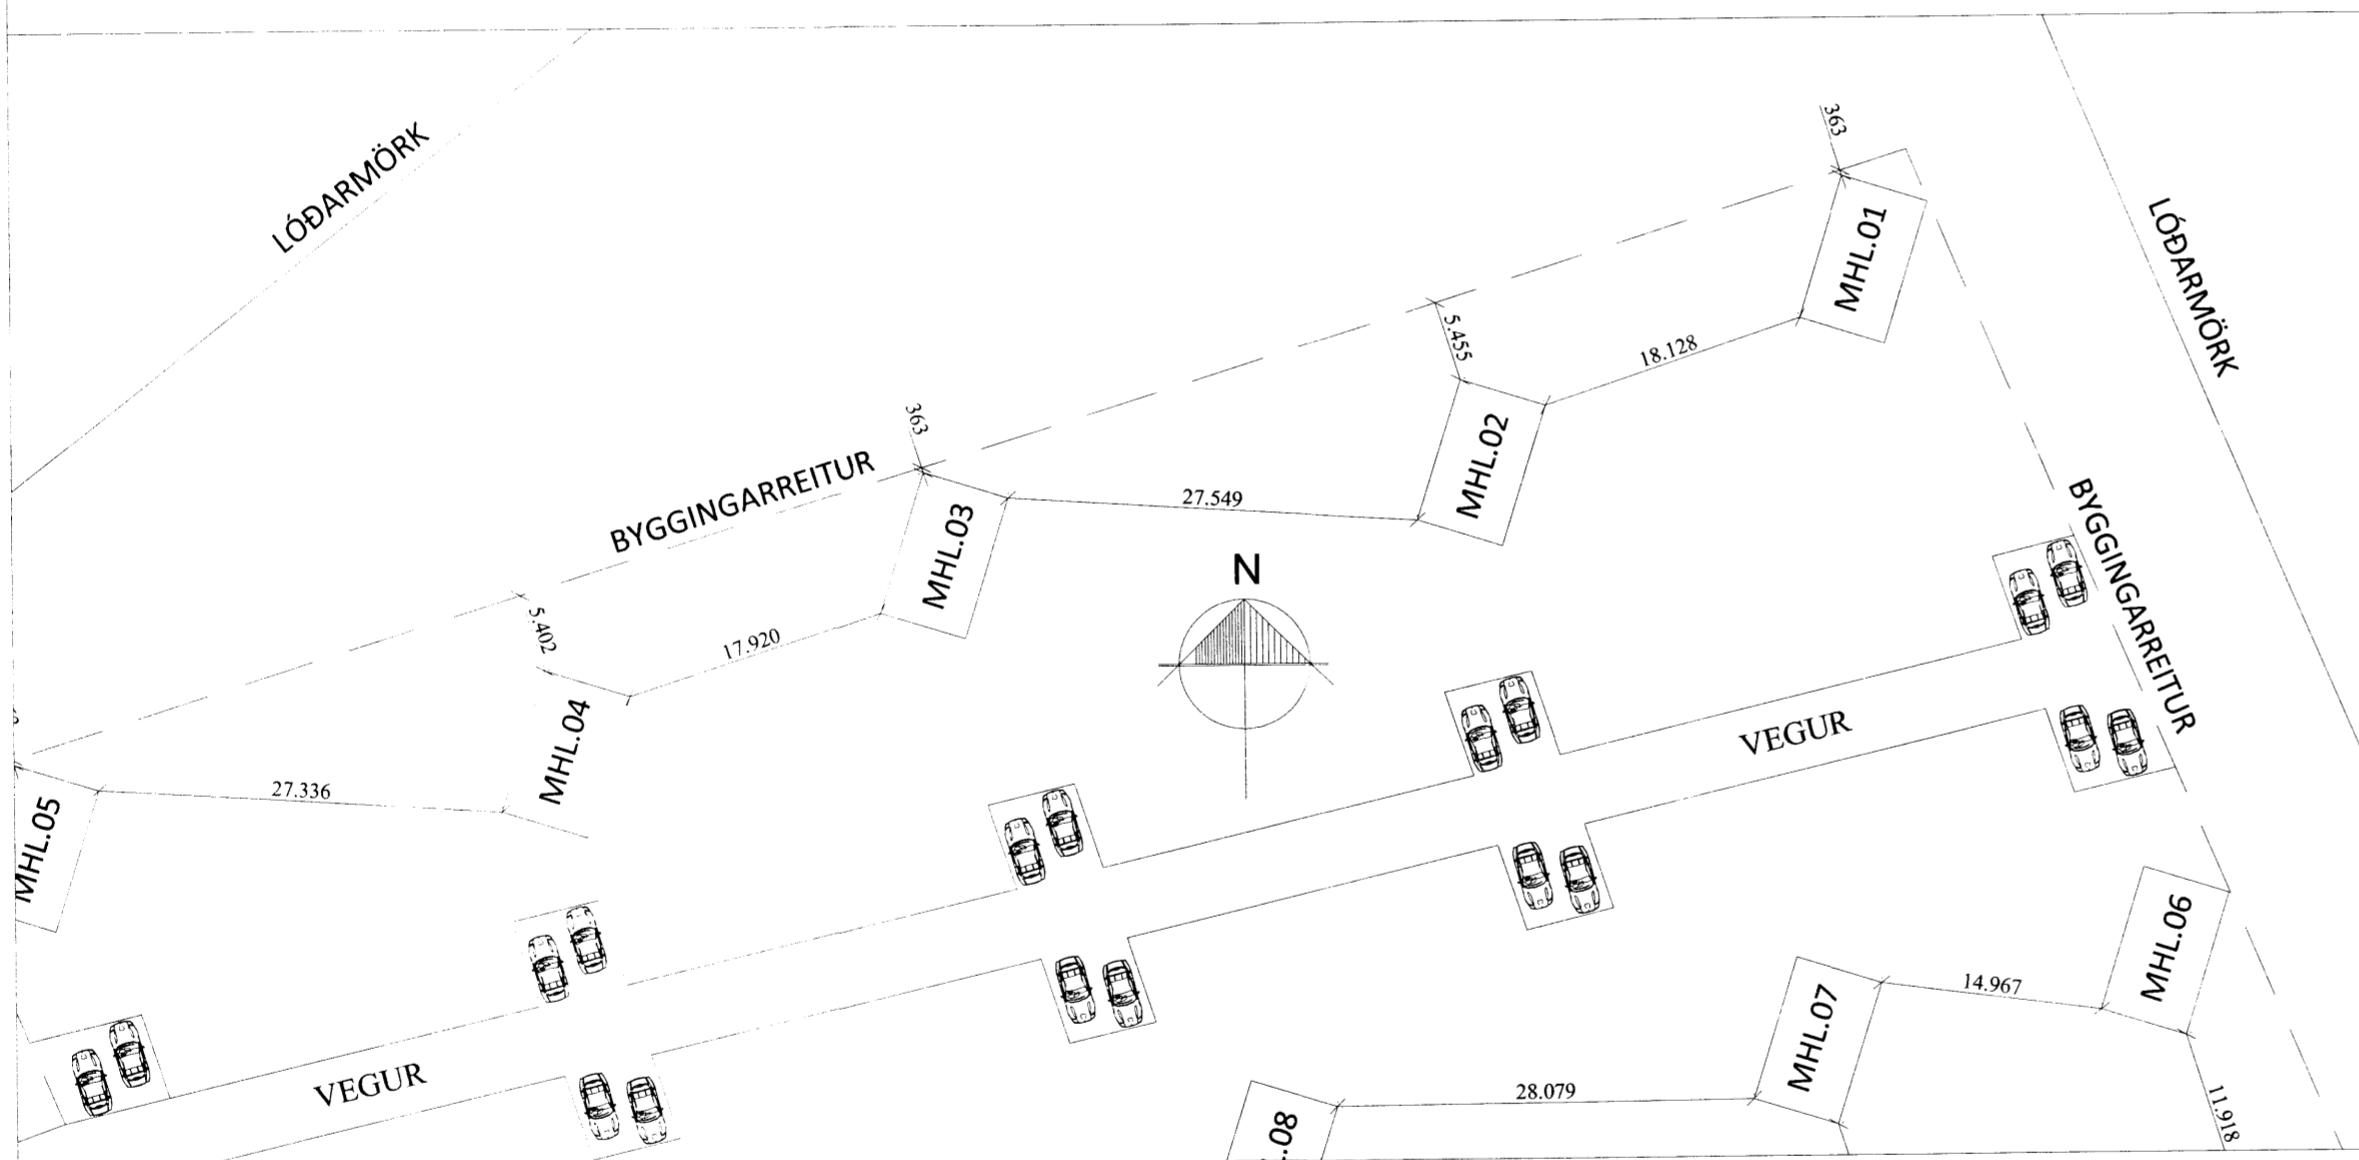 363
LÓÐARMÖRK
MHL.01
LÓÐARMÖRK
5.455
18.128
363
MHL.02
BYGGINGARREITUR
27.549
MHL.03
BYGGINGARREITUR
N
5.402
17.920
MHL.04
VEGUR
27.336
MHL.05
MHL.06
14.967
MHL.07
VEGUR
28.079
11.918
.08